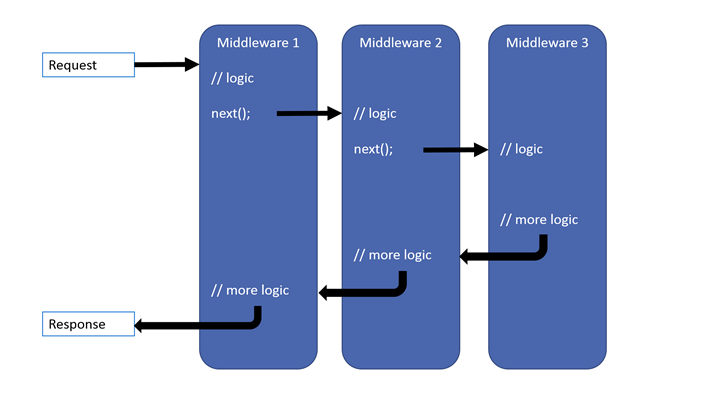 Middleware 1
Middleware 2
Middleware 3
Request
// logic
next();
// logic
next();
// logic
// more logic
// more logic
// more logic
Response